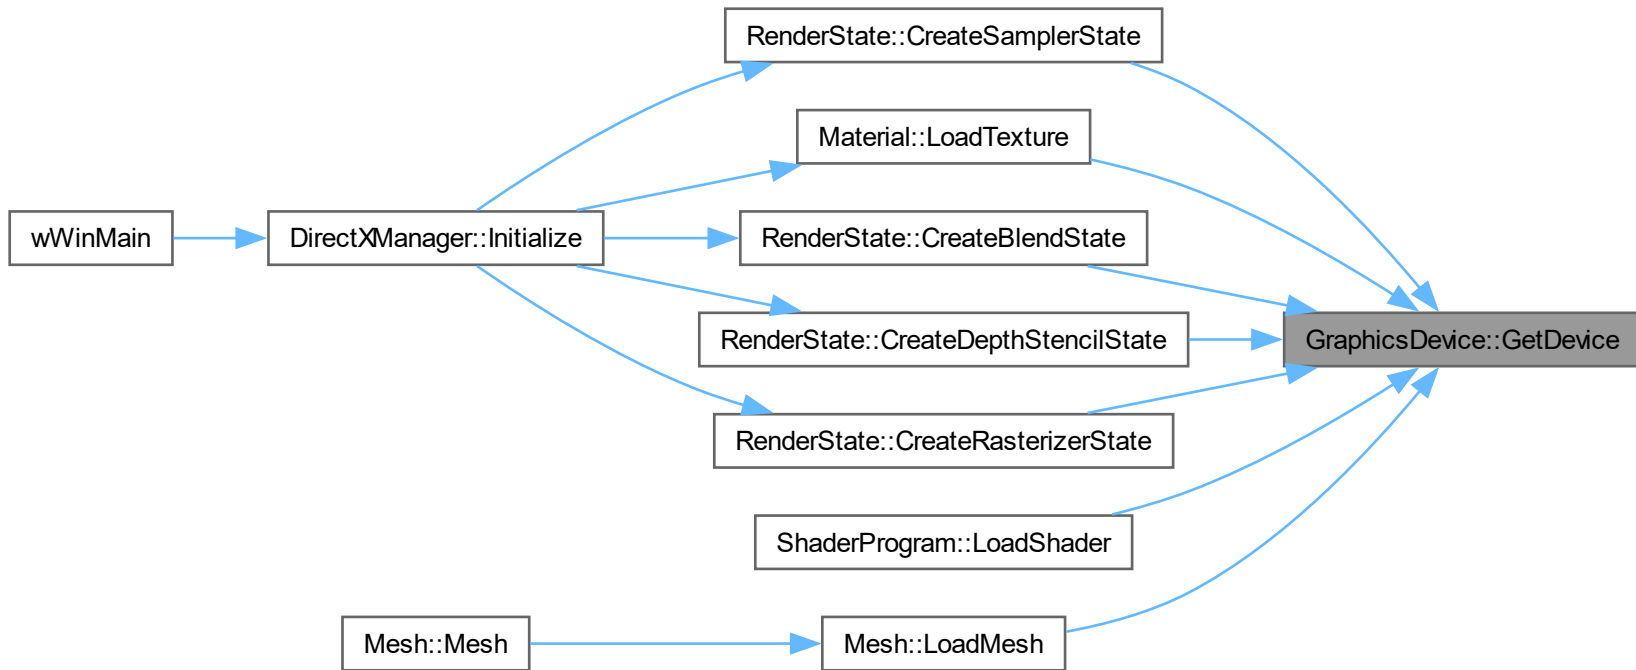 RenderState::CreateSamplerState
Material::LoadTexture
wWinMain
DirectXManager::Initialize
RenderState::CreateBlendState
RenderState::CreateDepthStencilState
GraphicsDevice::GetDevice
RenderState::CreateRasterizerState
ShaderProgram::LoadShader
Mesh::Mesh
Mesh::LoadMesh